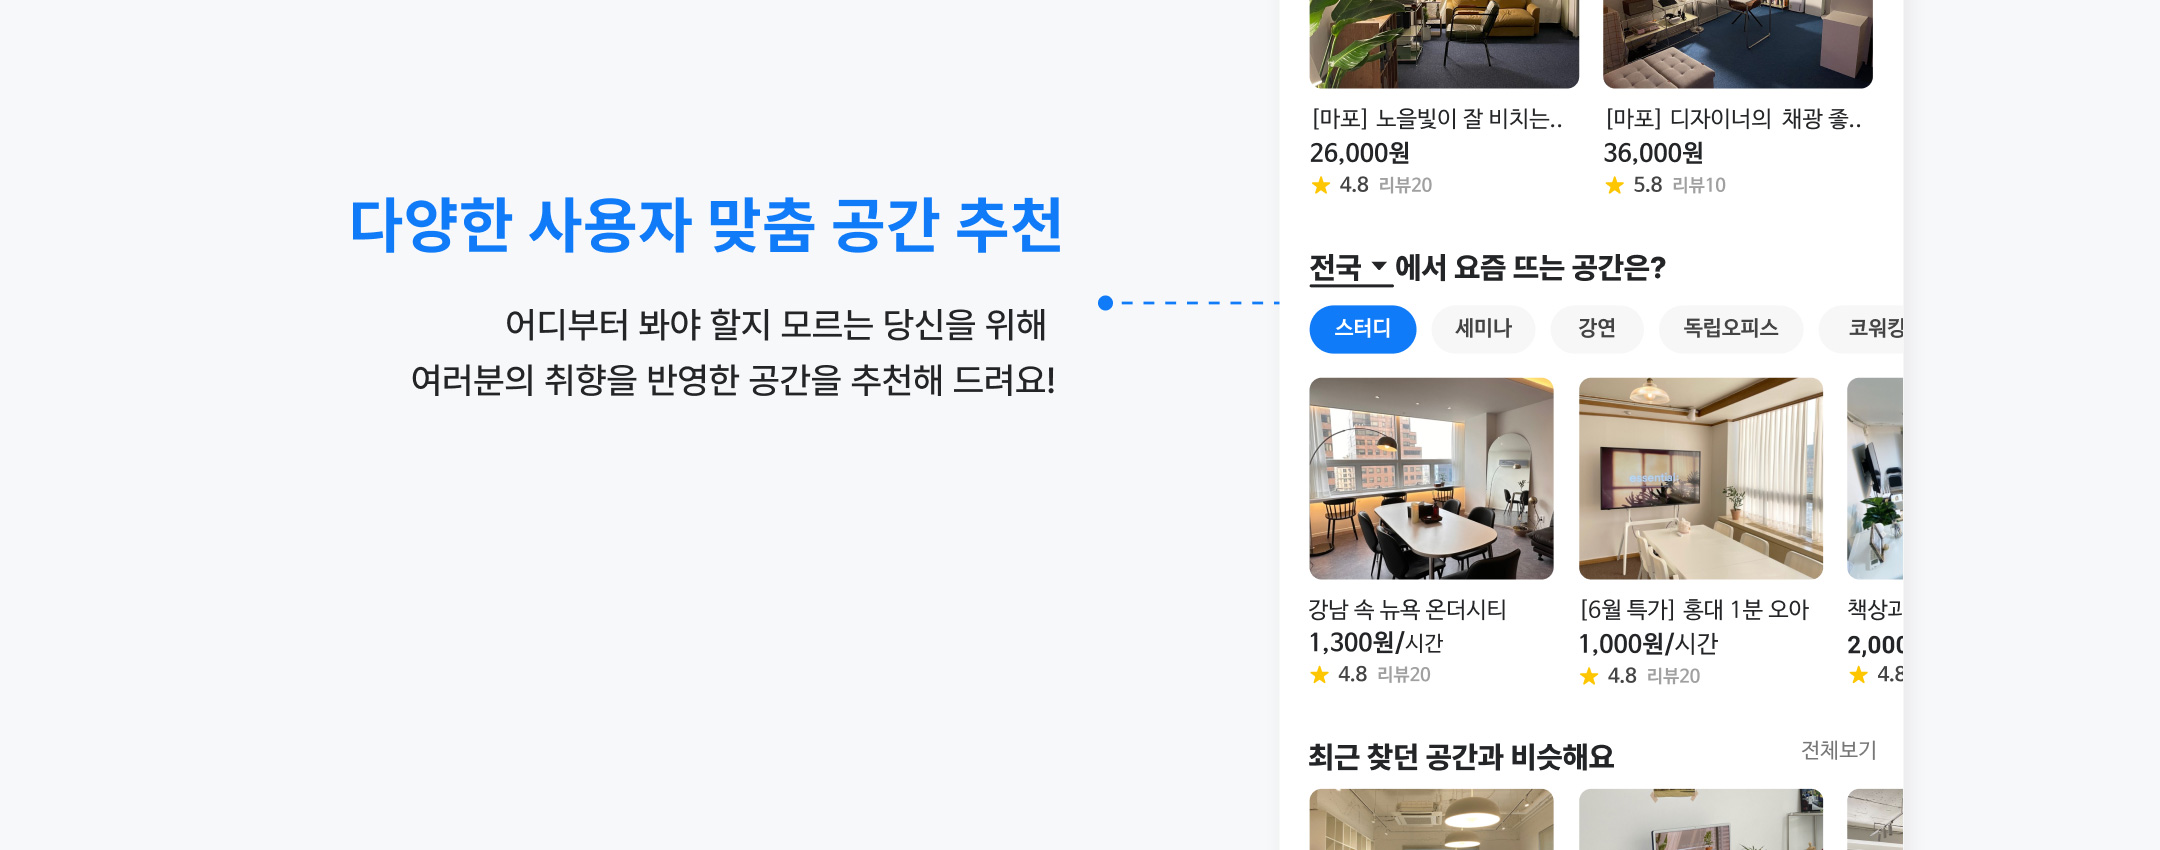 다양한 사용자 맞춤 공간 추천
어디부터 봐야 할지 모르는 당신을 위해
여러분의 취향을 반영한 공간을 추천해 드려요!
[마포] 노을빛이 잘 비치는..
26,000원
4.8 리뷰20
[마포] 디자이너의 채광 좋..
36,000원
5.8 리뷰10
전국 에서 요즘 뜨는 공간은?
스터디
세미나
강연
독립오피스
코워킹
강남 속 뉴욕 온더시티
1,300원/시간
4.8 리뷰20
essential
[6월 특가] 홍대 1분 오아
1,000원/시간
4.8 리뷰20
책상과
2,000
4.8
최근 찾던 공간과 비슷해요
전체보기